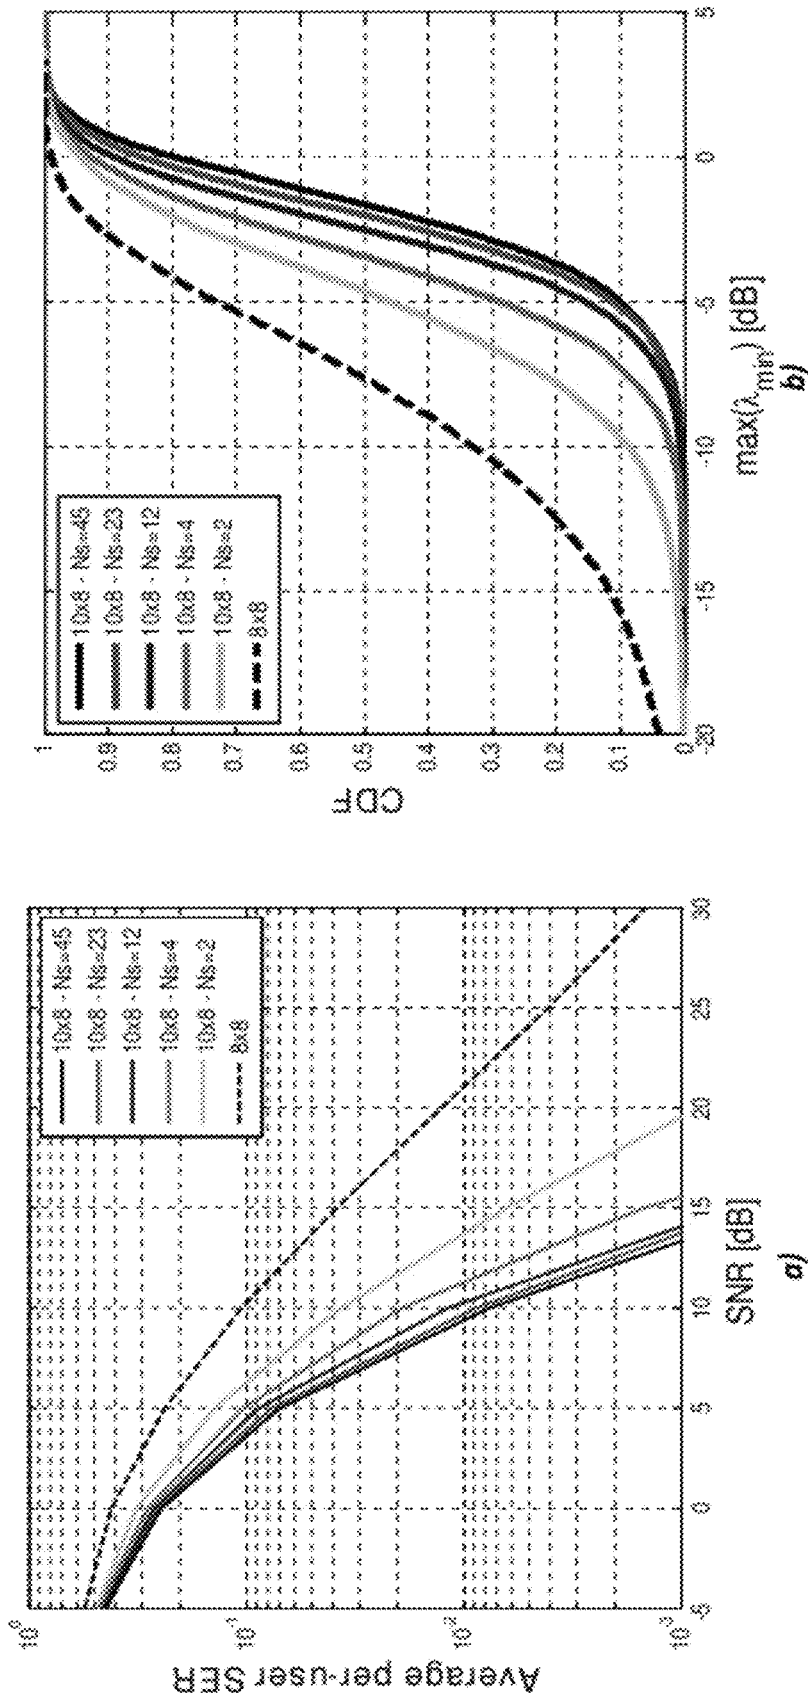 Average per-user SER
10⁰
10⁻¹
10⁻²
10⁻³
10x8 - Ns=45
10x8 - Ns=23
10x8 - Ns=12
10x8 - Ns=4
10x8 - Ns=2
8x8
-5
0
5
10
15
20
25
30
SNR [dB]
a)
CDF
1
0.9
0.8
0.7
0.6
0.5
0.4
0.3
0.2
0.1
0
10x8 - Ns=45
10x8 - Ns=23
10x8 - Ns=12
10x8 - Ns=4
10x8 - Ns=2
8x8
-20
-15
-10
-5
0
5
max(λmin) [dB]
b)